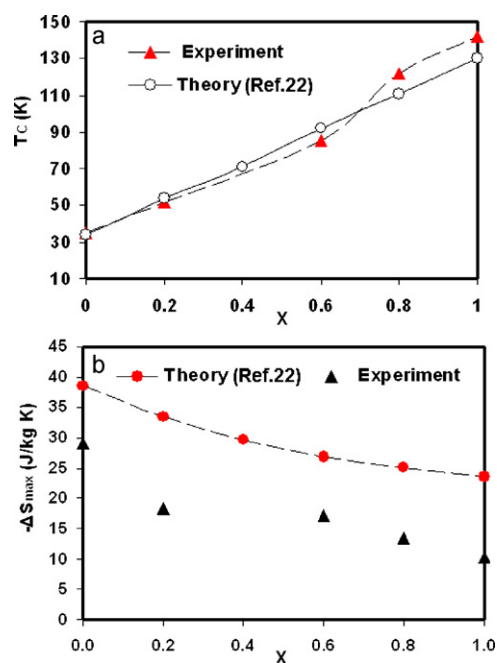 a
Experiment
Theory (Ref.22)
Tc (K)
150
130
110
90
70
50
30
10
0 0.2 0.4 0.6 0.8 1
X
b
Theory (Ref.22) Experiment
-ΔSmax (J/kg K)
45
40
35
30
25
20
15
10
5
0
0.0 0.2 0.4 0.6 0.8 1.0
X